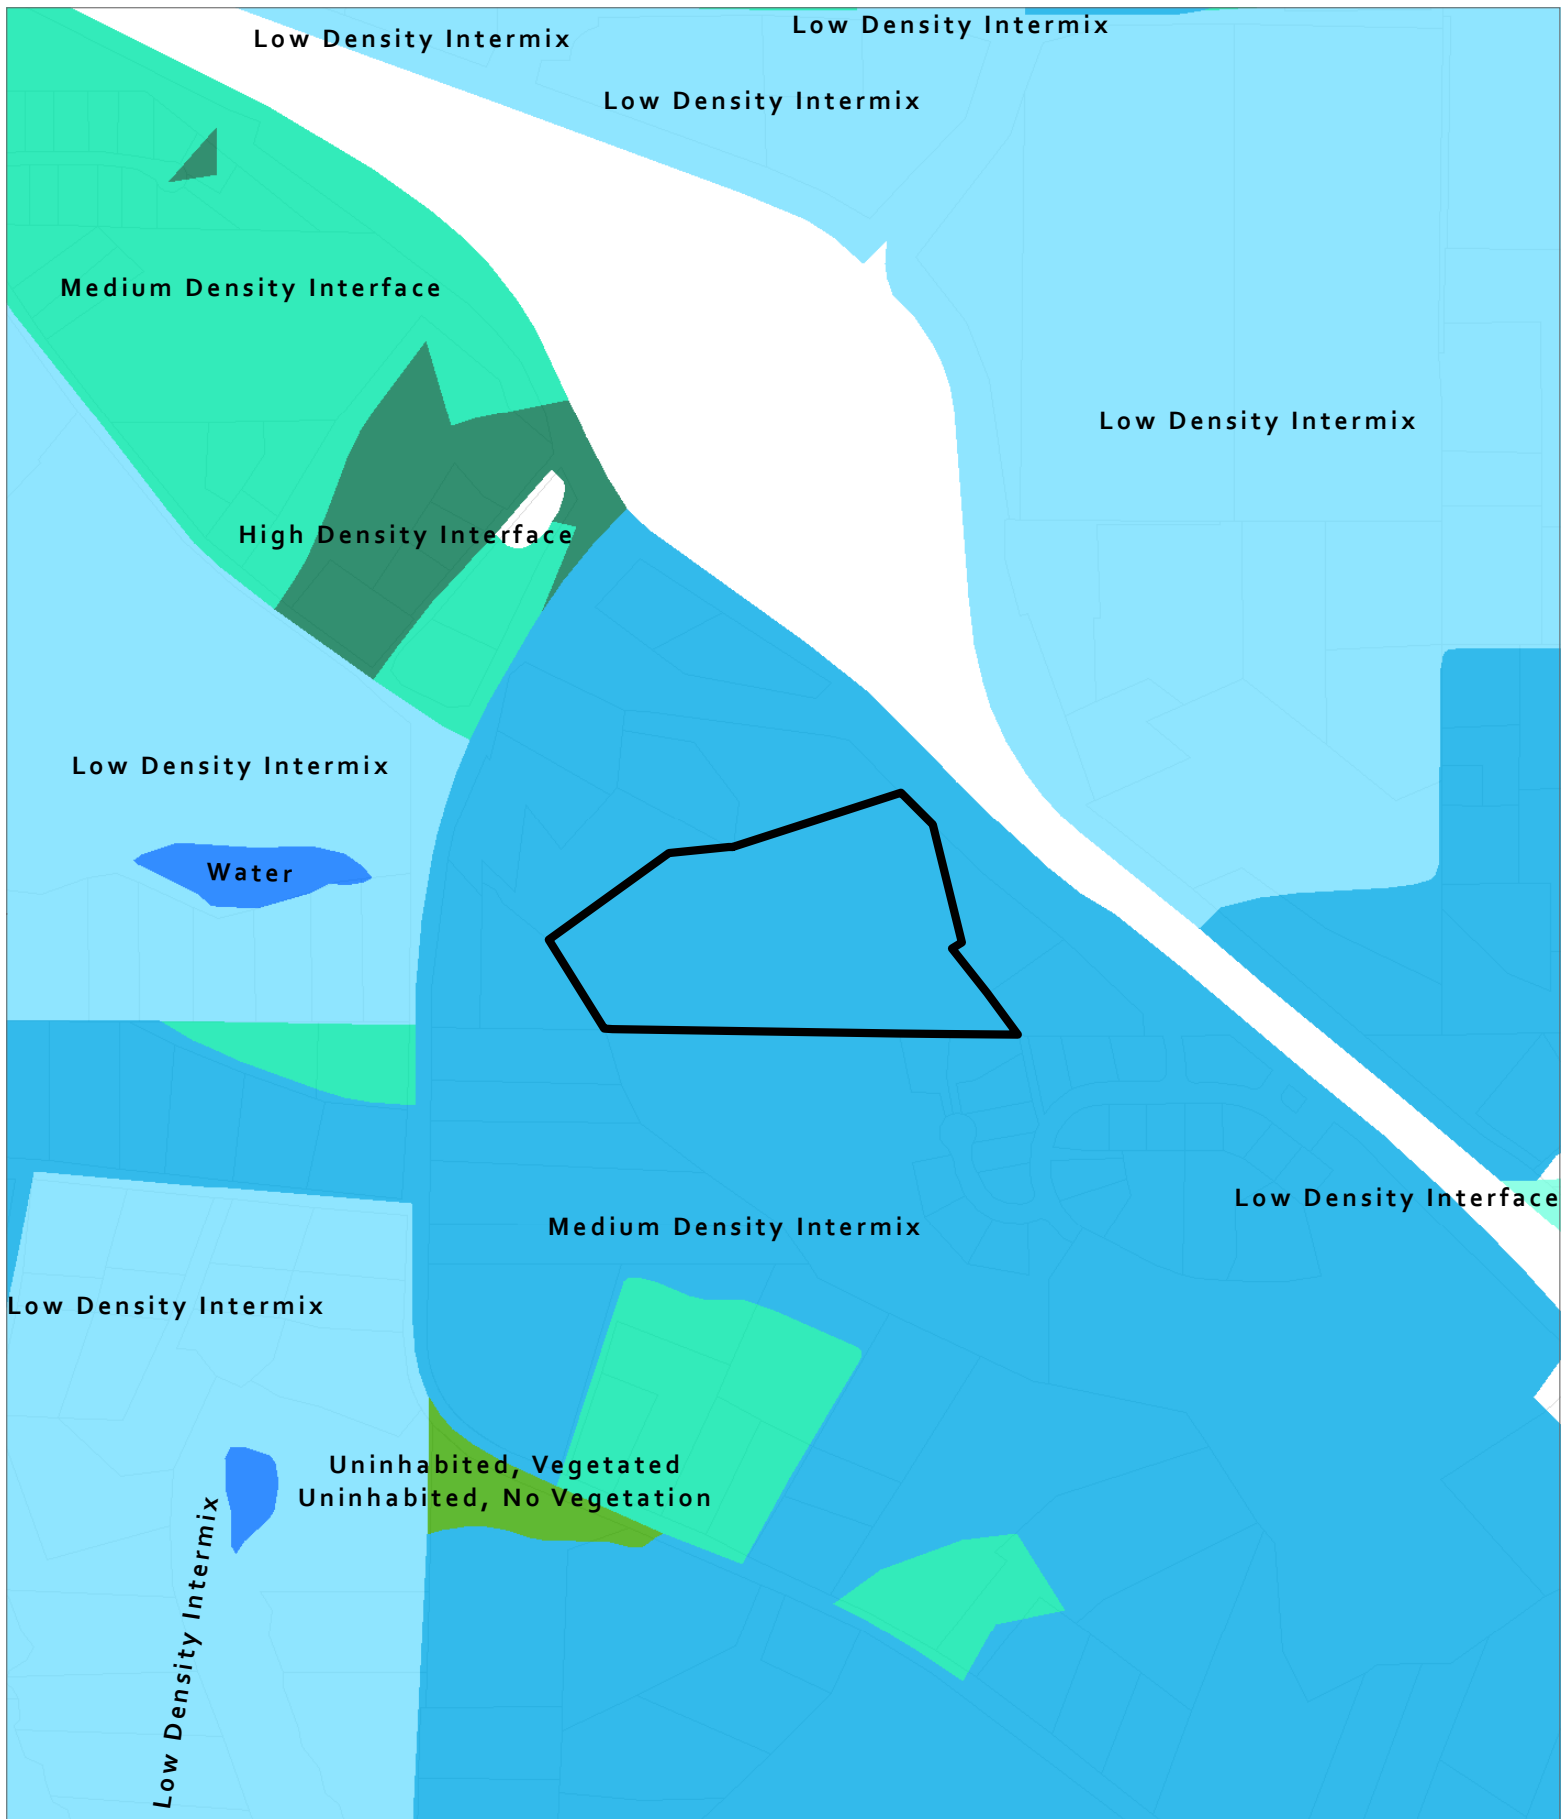 Low Density Intermix
Low Density Intermix
Low Density Intermix
Medium Density Interface
Low Density Intermix
High Density Interface
Low Density Intermix
Water
Low Density Interface
Medium Density Intermix
Low Density Intermix
Uninhabited, Vegetated
Uninhabited, No Vegetation
Low Density Intermix